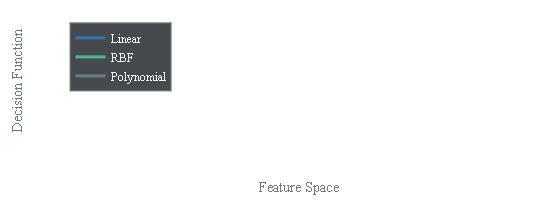 Decision Function
Linear
RBF
Polynomial
Feature Space